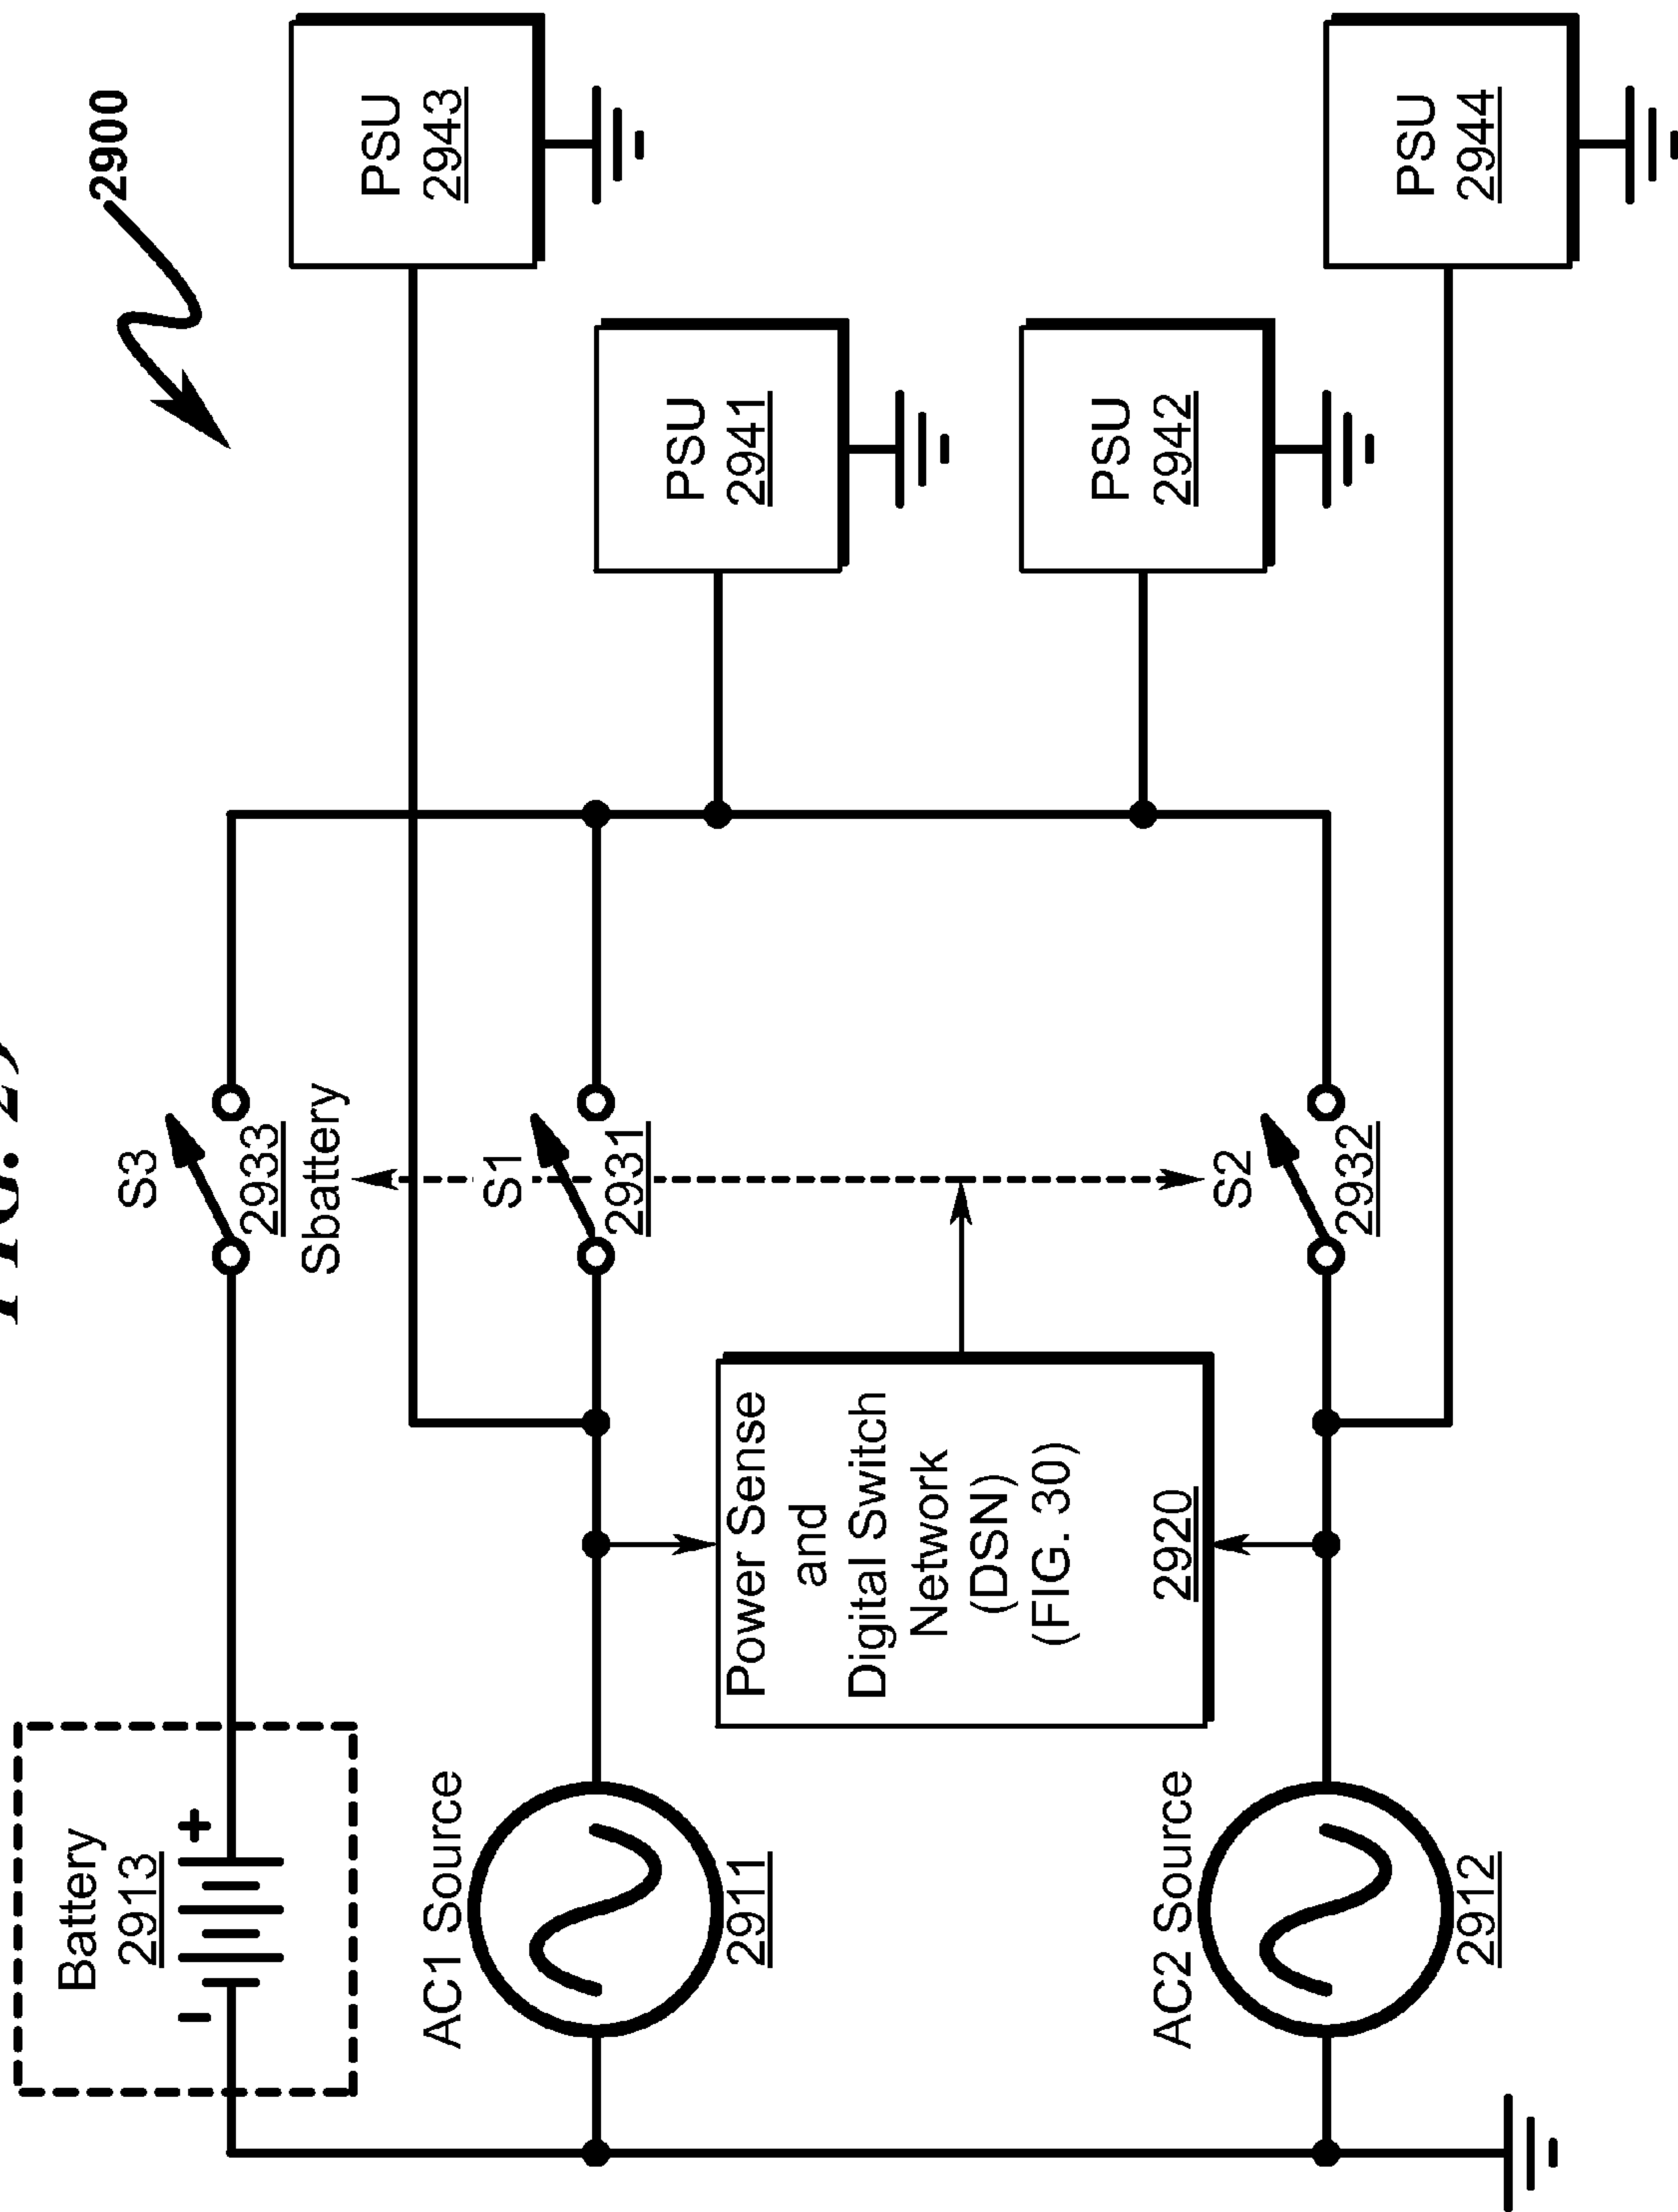 2900
Battery
2913
−
+
S3
2933
Sbattery
AC1 Source
2911
S1
2931
PSU
2943
Power Sense
and
Digital Switch
Network
(DSN)
(FIG. 30)
2920
PSU
2941
PSU
2942
AC2 Source
2912
S2
2932
PSU
2944